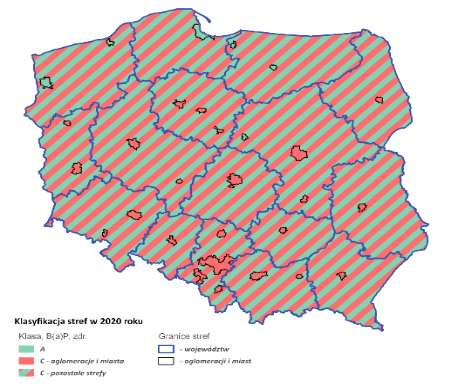 Klasyfikacja stref w 2020 roku
Klasa, B(a)P, zdr.
A
C - aglomeracje i miasta
C - pozostałe strefy
Granice stref
- województw
- aglomeracji i miast